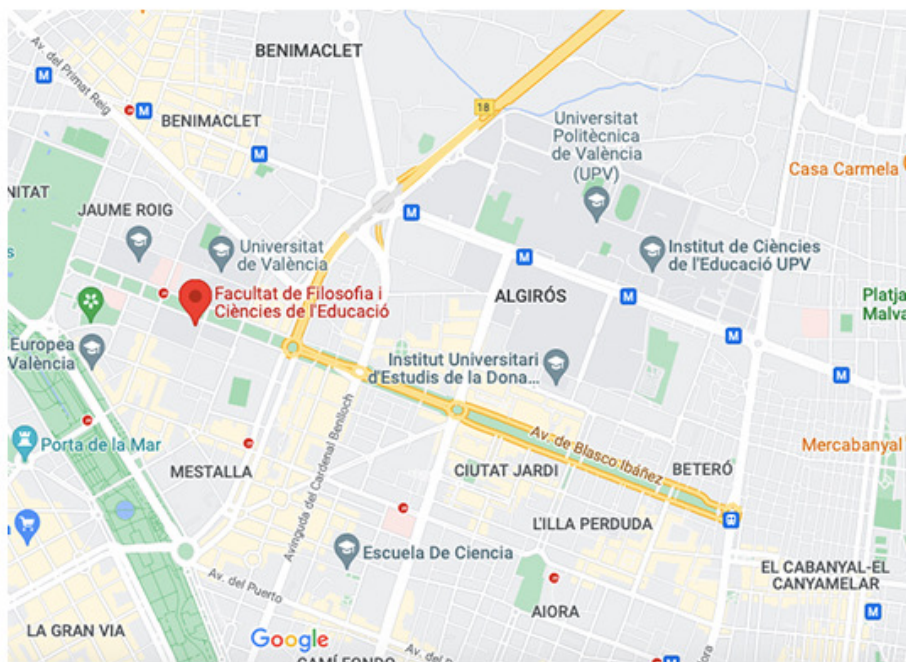 BENIMACLET
Av. del Primat Reig
M
18
M
BENIMACLET
Universitat
Politècnica
de València
(UPV)
M
Casa Carmela
NITAT
JAUME ROIG
M
Universitat
de València
M
Institut de Ciències
de l'Educació UPV
s
Facultat de Filosofia i
Ciències de l'Educació
ALGIRÓS
M
Platja
Malva
Europea
València
M
Institut Universitari
d'Estudis de la Dona...
M
Av. de Blasco Ibáñez
Porta de la Mar
Mercabanyal
MESTALLA
Avinguda del Cardenal Benlloch
CIUTAT JARDI
BETERÓ
L'ILLA PERDUDA
Escuela De Ciencia
EL CABANYAL-EL
CANYAMELAR
Av. del Puerto
AIORA
M
LA GRAN VIA
Google
Av. del P
CAMÍ FONDO
M